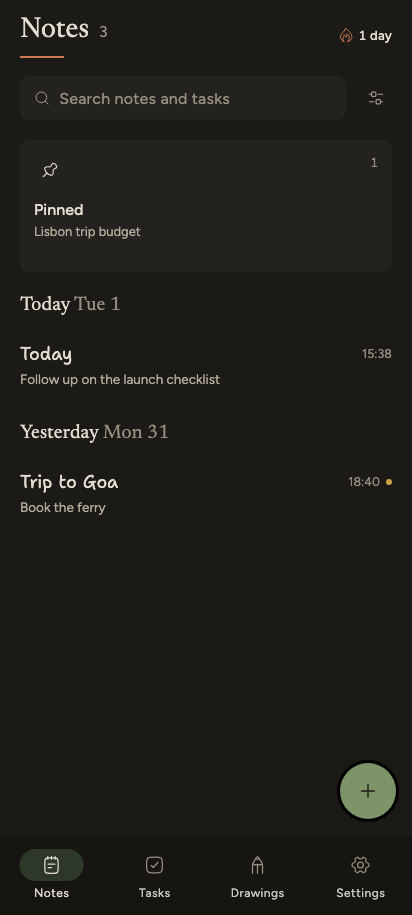 Notes 3
1 day
Search notes and tasks
1
Pinned
Lisbon trip budget
Today Tue 1
Today 15:38
Follow up on the launch checklist
Yesterday Mon 31
Trip to Goa 18:40
Book the ferry
Notes Tasks Drawings Settings